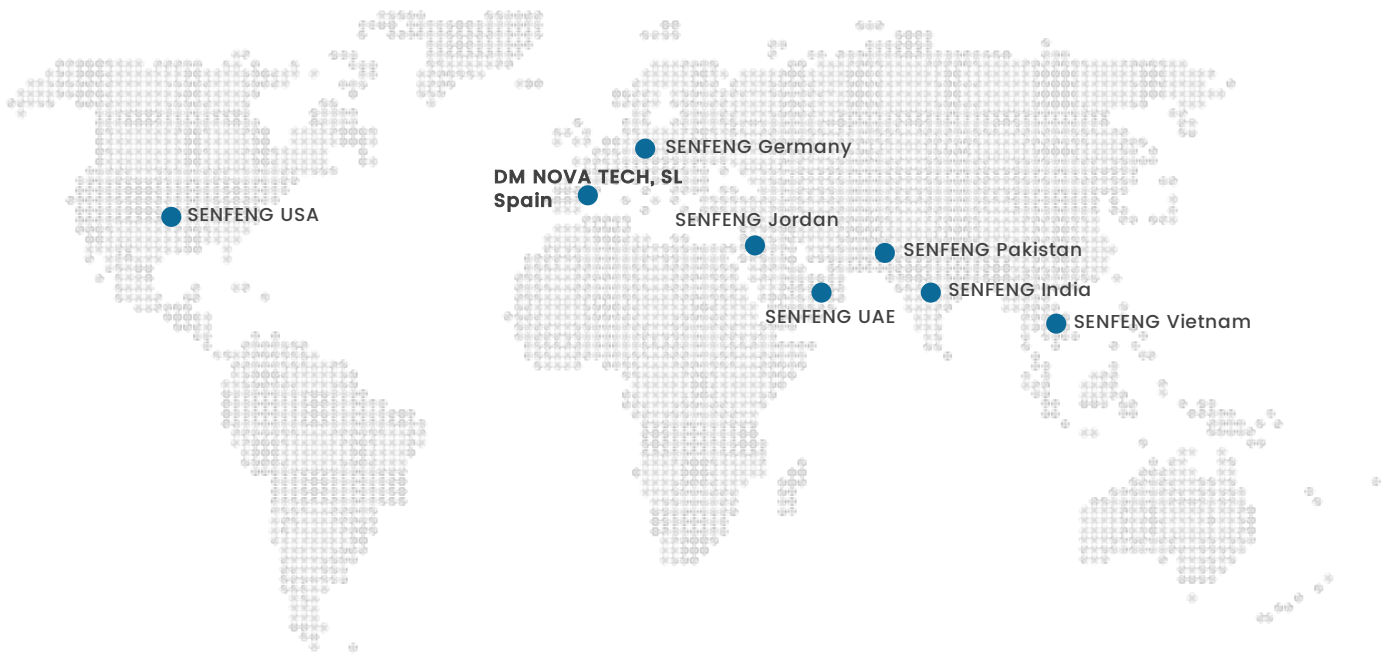 SENFENG Germany
DM NOVA TECH, SL
Spain
SENFENG USA
SENFENG Jordan
SENFENG Pakistan
SENFENG India
SENFENG UAE
SENFENG Vietnam